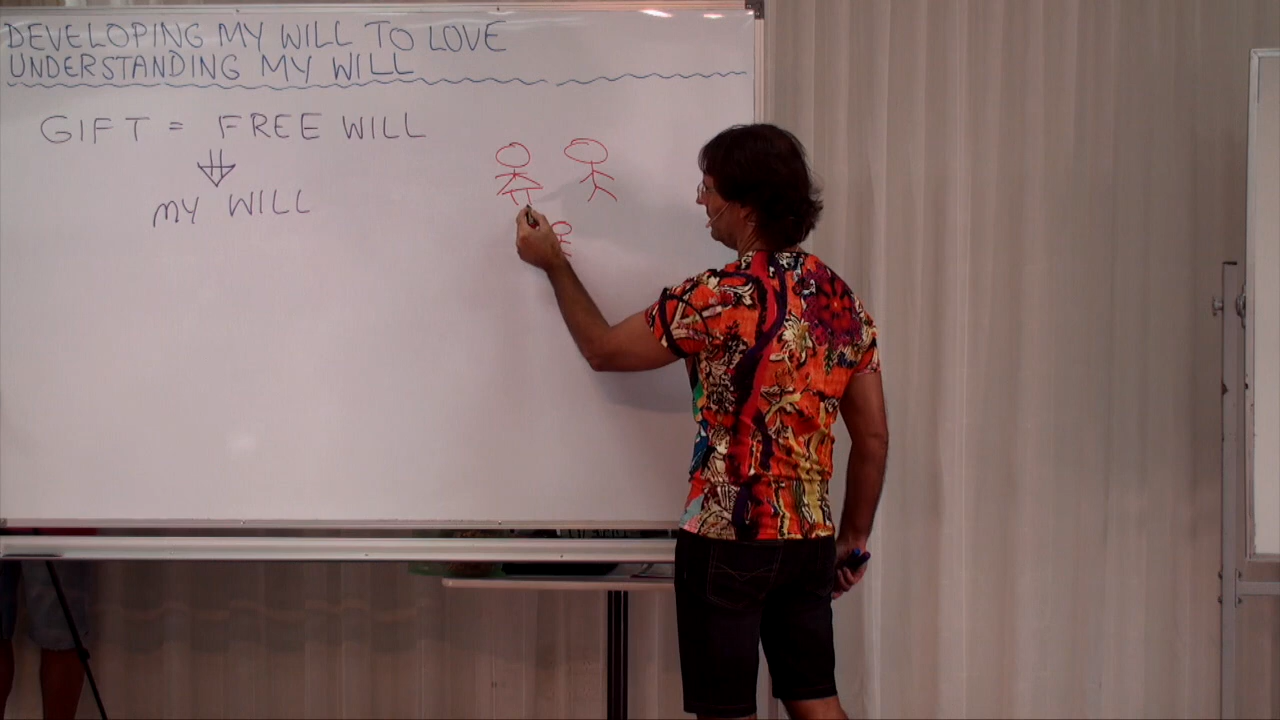 DEVELOPING MY WILL TO LOVE
UNDERSTANDING MY WILL
GIFT = FREE WILL
MY WILL